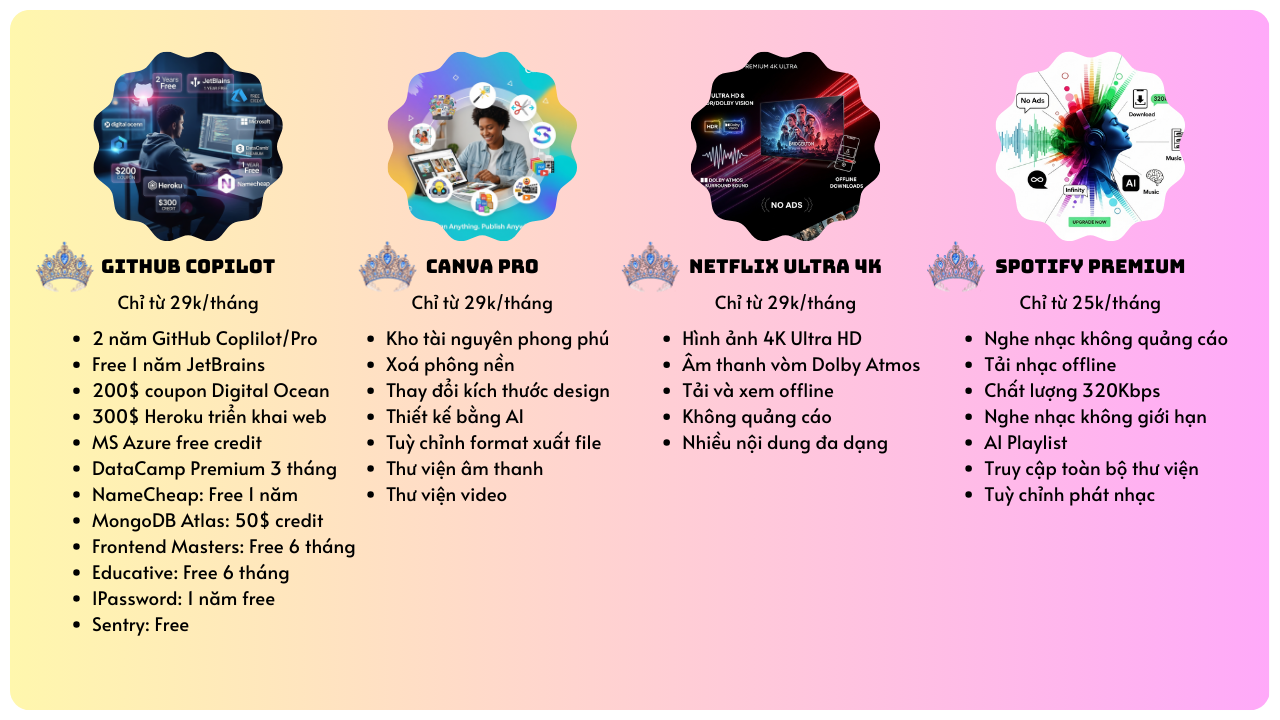 2 Years
Free
JetBrains
1 YEAR FREE
FREE
CREDIT
digital ocean
Microsoft
DataCamp
PREMIUM
$200
COUPON
Heroku
1 YEAR
Free
Namecheap
$300
CREDIT
GITHUB COPILOT
Chỉ từ 29k/tháng
2 năm GitHub Coplilot/Pro
Free 1 năm JetBrains
200$ coupon Digital Ocean
300$ Heroku triển khai web
MS Azure free credit
DataCamp Premium 3 tháng
NameCheap: Free 1 năm
MongoDB Atlas: 50$ credit
Frontend Masters: Free 6 tháng
Educative: Free 6 tháng
1Password: 1 năm free
Sentry: Free
Anything. Publish
CANVA PRO
Chỉ từ 29k/tháng
Kho tài nguyên phong phú
Xoá phông nền
Thay đổi kích thước design
Thiết kế bằng AI
Tuỳ chỉnh format xuất file
Thư viện âm thanh
Thư viện video
REMIUM 4K ULTRA
ULTRA HD &
OR/DOLBY VISION
HDR
BRIDGERTON
DOLBY ATMOS
SURROUND SOUND
OFFLINE
DOWNLOADS
NO ADS
NETFLIX ULTRA 4K
Chỉ từ 29k/tháng
Hình ảnh 4K Ultra HD
Âm thanh vòm Dolby Atmos
Tải và xem offline
Không quảng cáo
Nhiều nội dung đa dạng
No Ads
Download
320
Music
Infinity
AI
Music
UPGRADE NOW
SPOTIFY PREMIUM
Chỉ từ 25k/tháng
Nghe nhạc không quảng cáo
Tải nhạc offline
Chất lượng 320Kbps
Nghe nhạc không giới hạn
AI Playlist
Truy cập toàn bộ thư viện
Tuỳ chỉnh phát nhạc